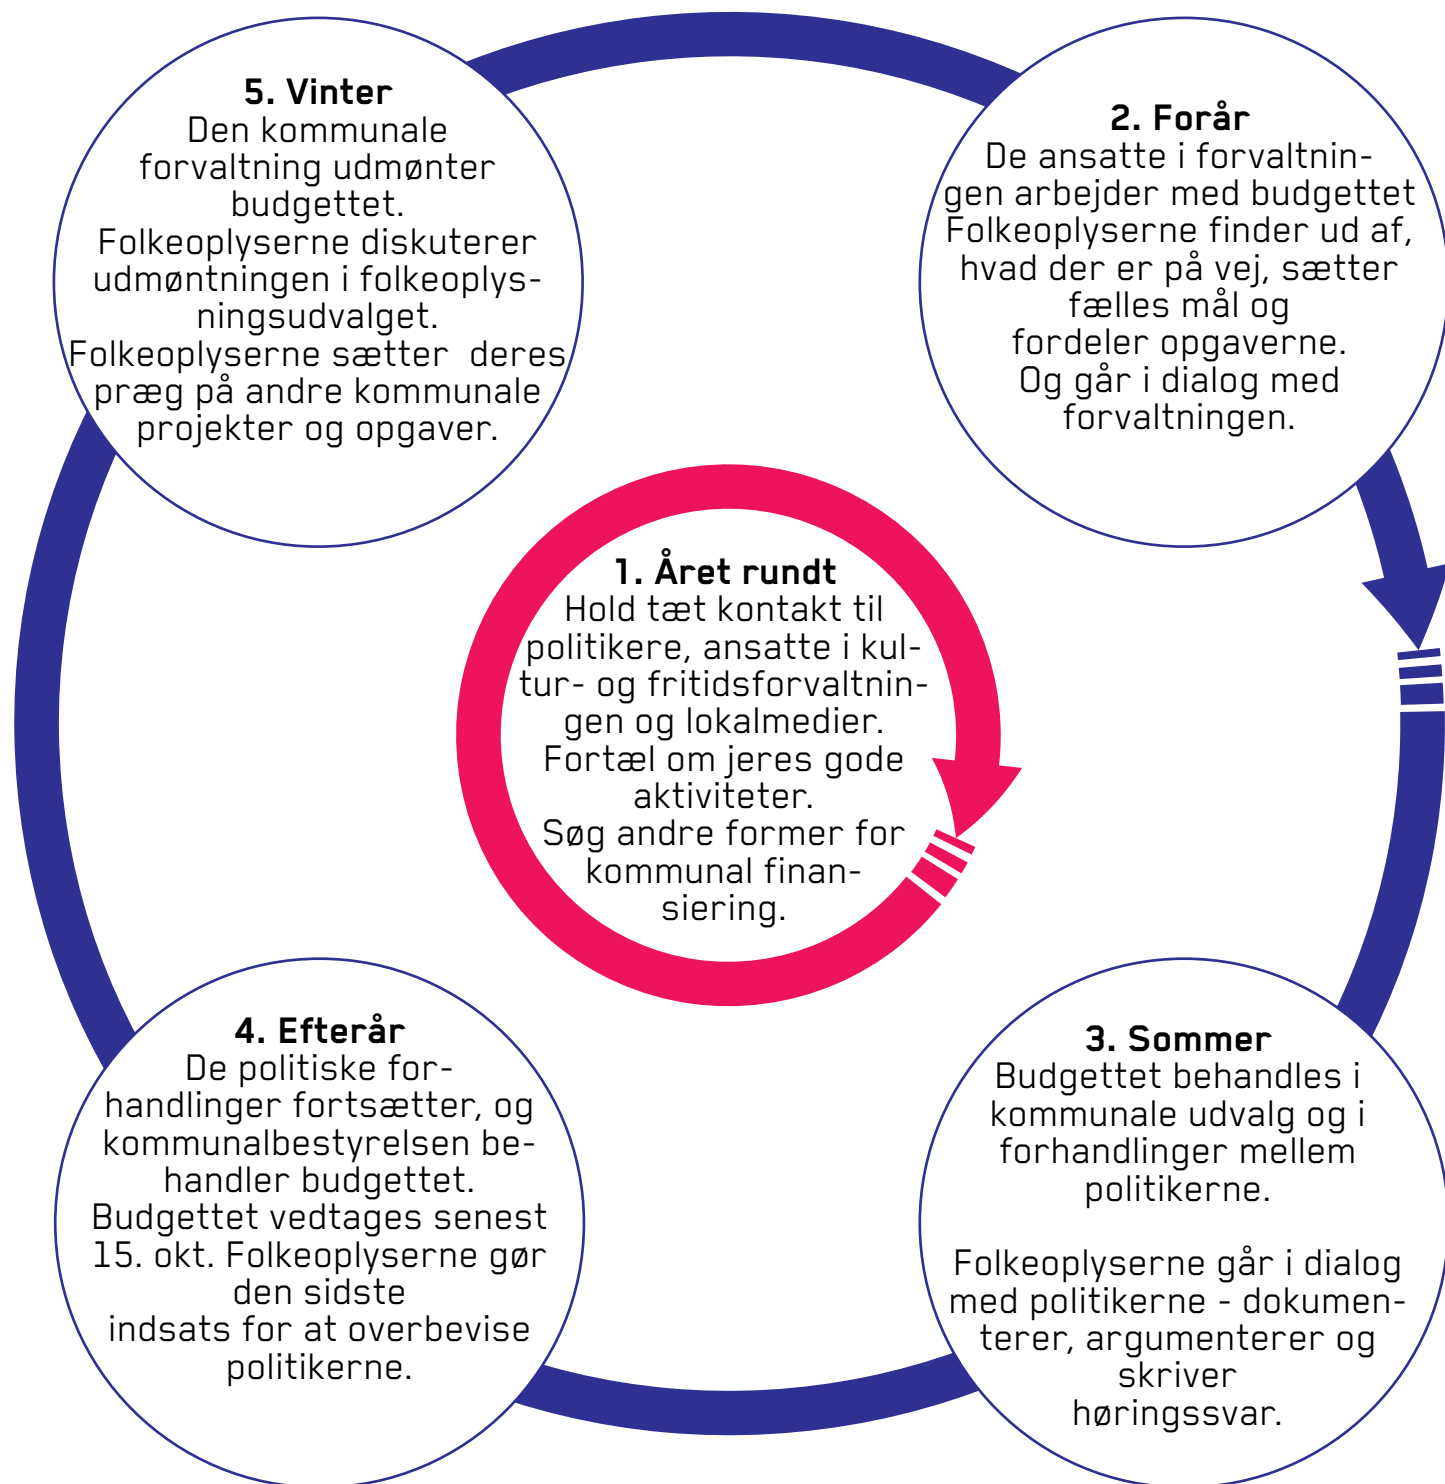 1. Året rundt
Hold tæt kontakt til
politikere, ansatte i kul-
tur- og fritidsforvaltnin-
gen og lokalmedier.
Fortæl om jeres gode
aktiviteter.
Søg andre former for
kommunal finan-
siering.
2. Forår
De ansatte i forvaltnin-
gen arbejder med budgettet
Folkeoplyserne finder ud af,
hvad der er på vej, sætter
fælles mål og
fordeler opgaverne.
Og går i dialog med
forvaltningen.
3. Sommer
Budgettet behandles i
kommunale udvalg og i
forhandlinger mellem
politikerne.
Folkeoplyserne går i dialog
med politikerne - dokumen-
terer, argumenterer og
skriver
høringssvar.
4. Efterår
De politiske for-
handlinger fortsætter, og
kommunalbestyrelsen be-
handler budgettet.
Budgettet vedtages senest
15. okt. Folkeoplyserne gør
den sidste
indsats for at overbevise
politikerne.
5. Vinter
Den kommunale
forvaltning udmønter
budgettet.
Folkeoplyserne diskuterer
udmøntningen i folkeoplys-
ningsudvalget.
Folkeoplyserne sætter  deres
præg på andre kommunale
projekter og opgaver.